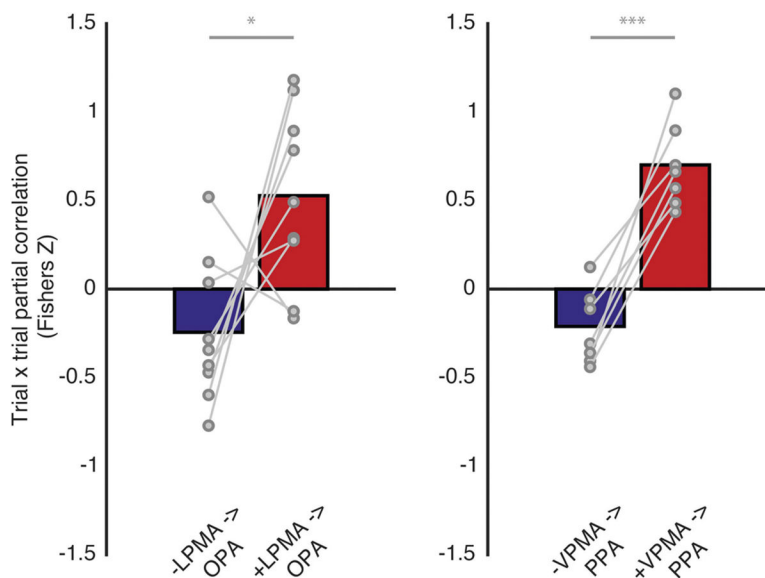 Trial x trial partial correlation
(Fishers Z)
1.5
1
0.5
0
-0.5
-1
-1.5
*
-LPMA ->
OPA
+LPMA ->
OPA
1.5
1
0.5
0
-0.5
-1
-1.5
***
-VPMA ->
PPA
+VPMA ->
PPA